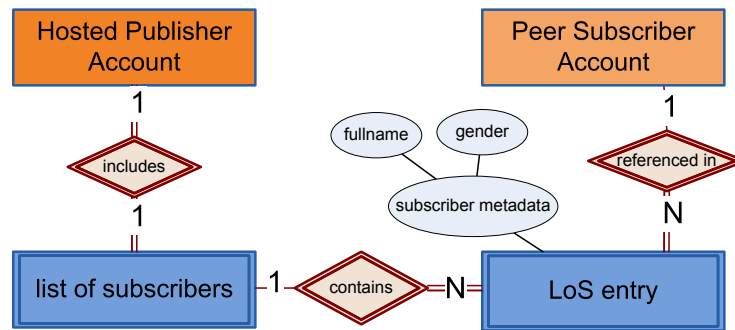 Hosted Publisher
Account
Peer Subscriber
Account
1
1
fullname
gender
includes
referenced in
subscriber metadata
1
N
list of subscribers
1
contains
N
LoS entry